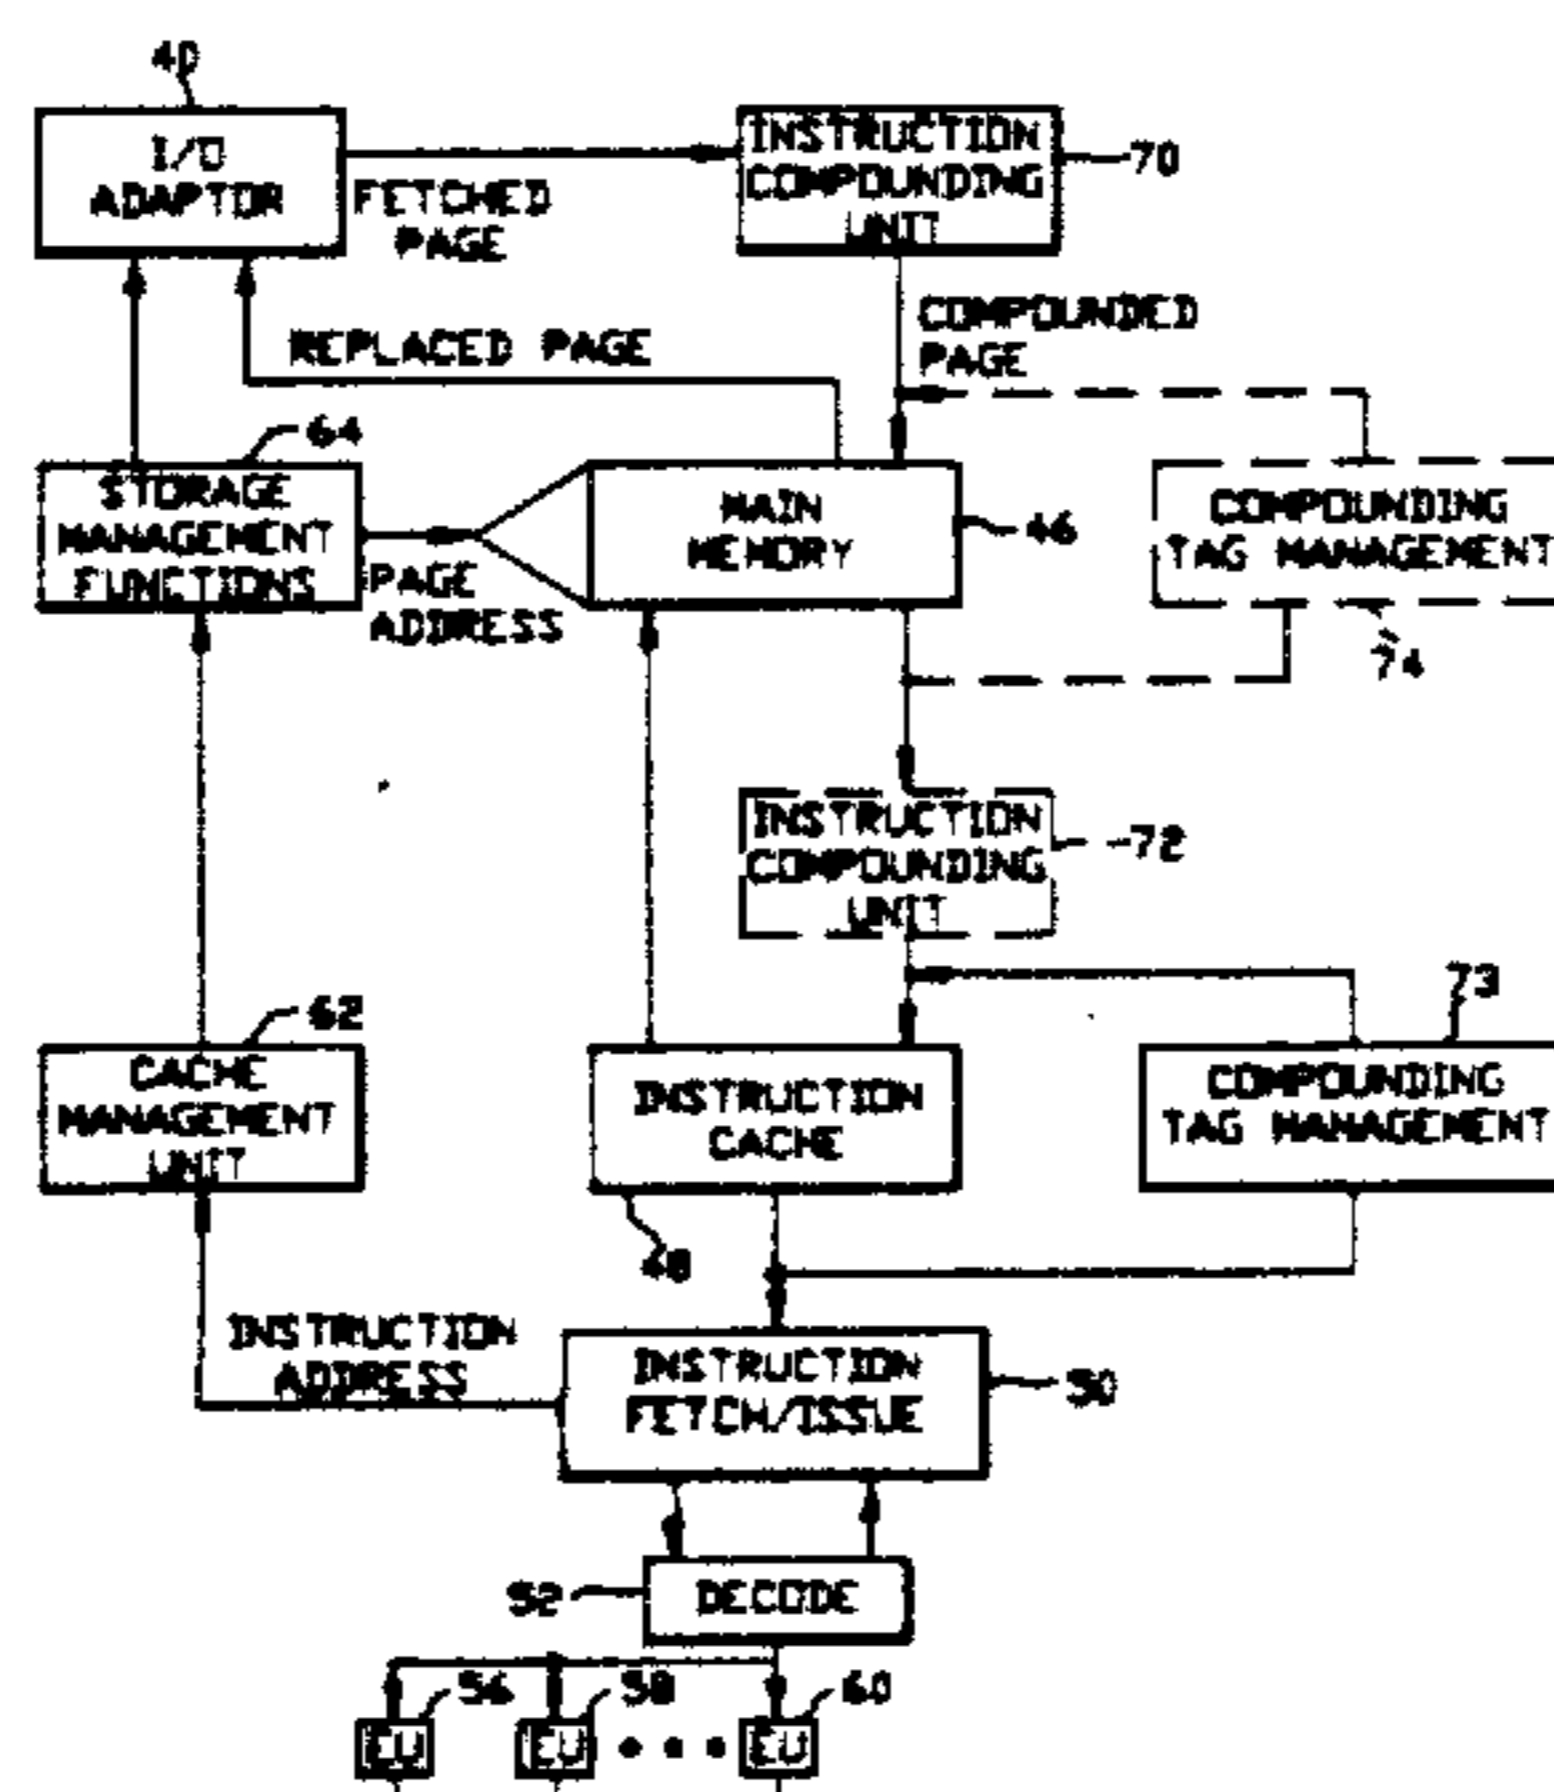 40
I/O
ADAPTOR
INSTRUCTION
COMPOUNDING
UNIT
70
FETCHED
PAGE
COMPOUNDED
PAGE
REPLACED PAGE
64
STORAGE
MANAGEMENT
FUNCTIONS
PAGE
ADDRESS
MAIN
MEMORY
46
COMPOUNDING
TAG MANAGEMENT
74
INSTRUCTION
COMPOUNDING
UNIT
72
73
62
CACHE
MANAGEMENT
UNIT
INSTRUCTION
CACHE
48
COMPOUNDING
TAG MANAGEMENT
INSTRUCTION
ADDRESS
INSTRUCTION
FETCH/ISSUE
50
52
DECODE
56
58
60
EU
EU
EU